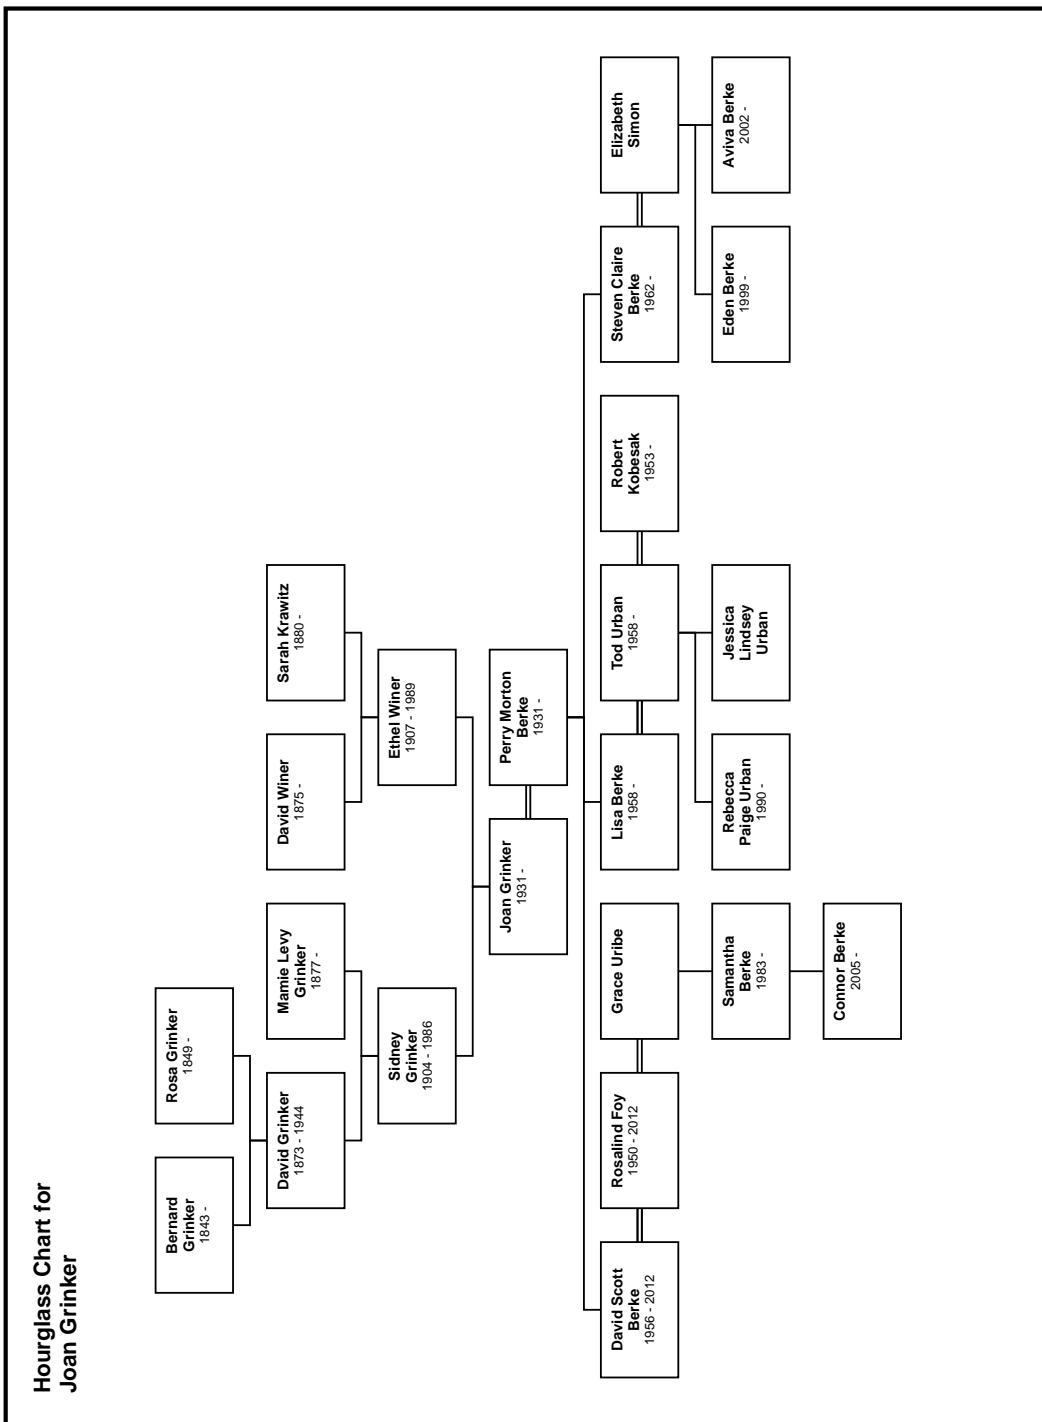 Hourglass Chart for
Joan Grinker
Bernard
Grinker
1843 -
Rosa Grinker
1849 -
David Grinker
1873 - 1944
Mamie Levy
Grinker
1877 -
David Winer
1875 -
Sarah Krawitz
1880 -
Sidney
Grinker
1904 - 1986
Ethel Winer
1907 - 1989
Joan Grinker
1931 -
Perry Morton
Berke
1931 -
David Scott
Berke
1956 - 2012
Rosalind Foy
1950 - 2012
Grace Uribe
Lisa Berke
1958 -
Tod Urban
1958 -
Robert
Kobesak
1953 -
Steven Claire
Berke
1962 -
Elizabeth
Simon
Samantha
Berke
1983 -
Rebecca
Paige Urban
1990 -
Jessica
Lindsey
Urban
Eden Berke
1999 -
Aviva Berke
2002 -
Connor Berke
2005 -